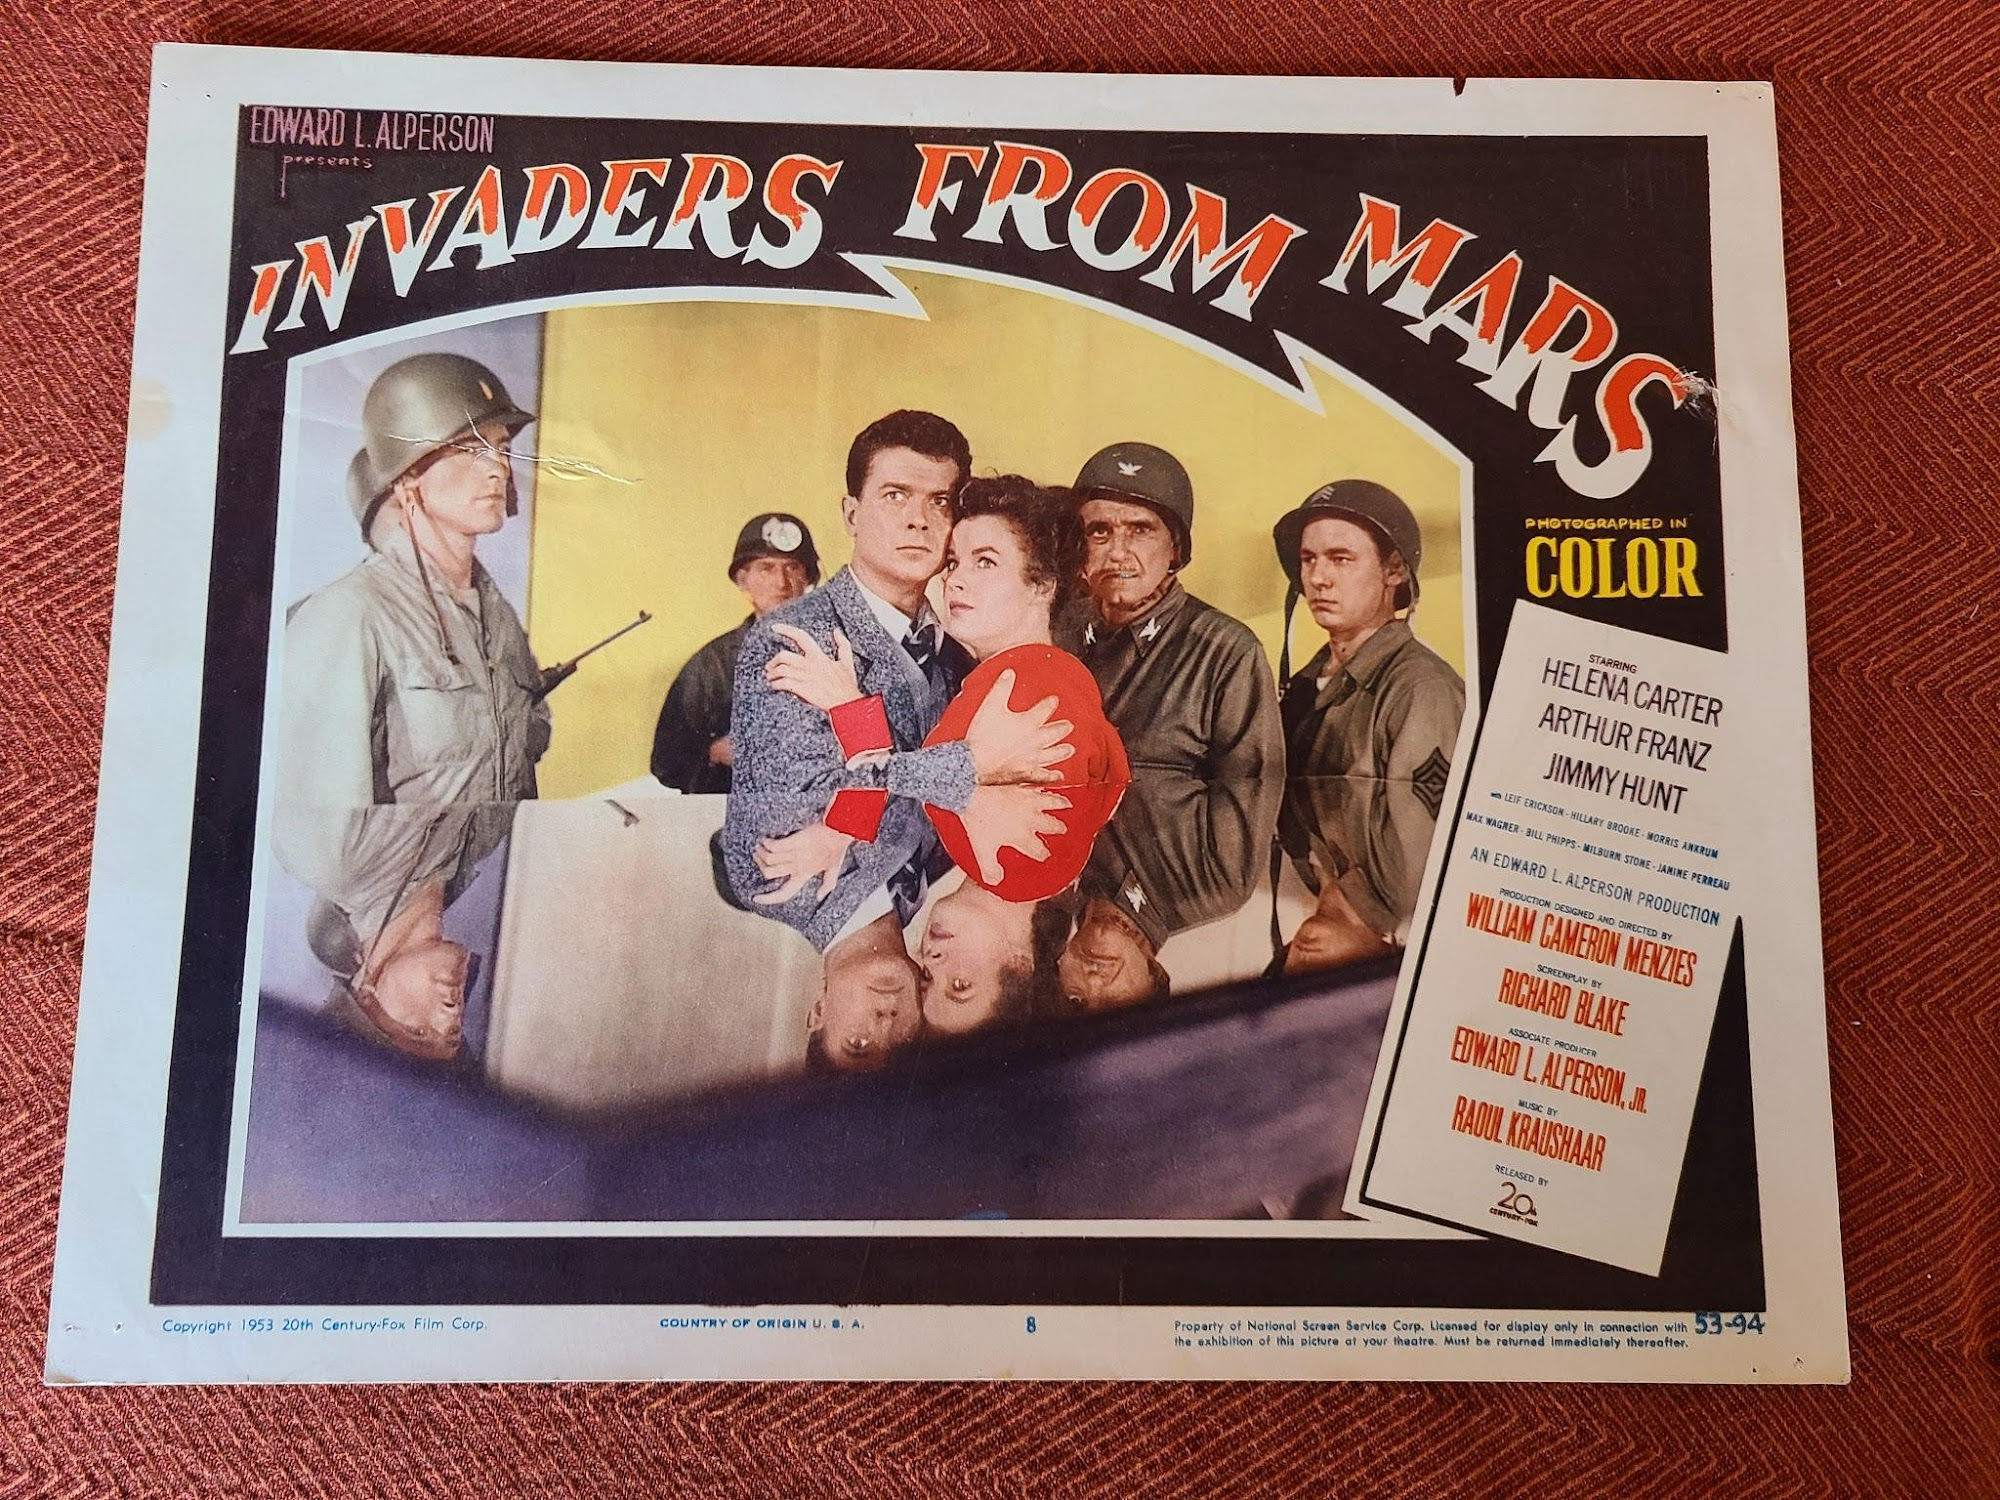 EDWARD L. ALPERSON
presents
INVADERS FROM MARS
PHOTOGRAPHED IN
COLOR
STARRING
HELENA CARTER
ARTHUR FRANZ
JIMMY HUNT
with LEIF ERICKSON · HILLARY BROOKE · MORRIS ANKRUM
MAX WAGNER · BILL PHIPPS · MILBURN STONE · JANINE PERREAU
AN EDWARD L. ALPERSON PRODUCTION
PRODUCTION DESIGNED AND DIRECTED BY
WILLIAM CAMERON MENZIES
SCREENPLAY BY
RICHARD BLAKE
ASSOCIATE PRODUCER
EDWARD L. ALPERSON, JR.
MUSIC BY
RAOUL KRAUSHAAR
RELEASED BY
20th
CENTURY-FOX
Copyright 1953 20th Century-Fox Film Corp.
COUNTRY OF ORIGIN U. S. A.
8
Property of National Screen Service Corp. Licensed for display only in connection with
the exhibition of this picture at your theatre. Must be returned immediately thereafter.
53-94